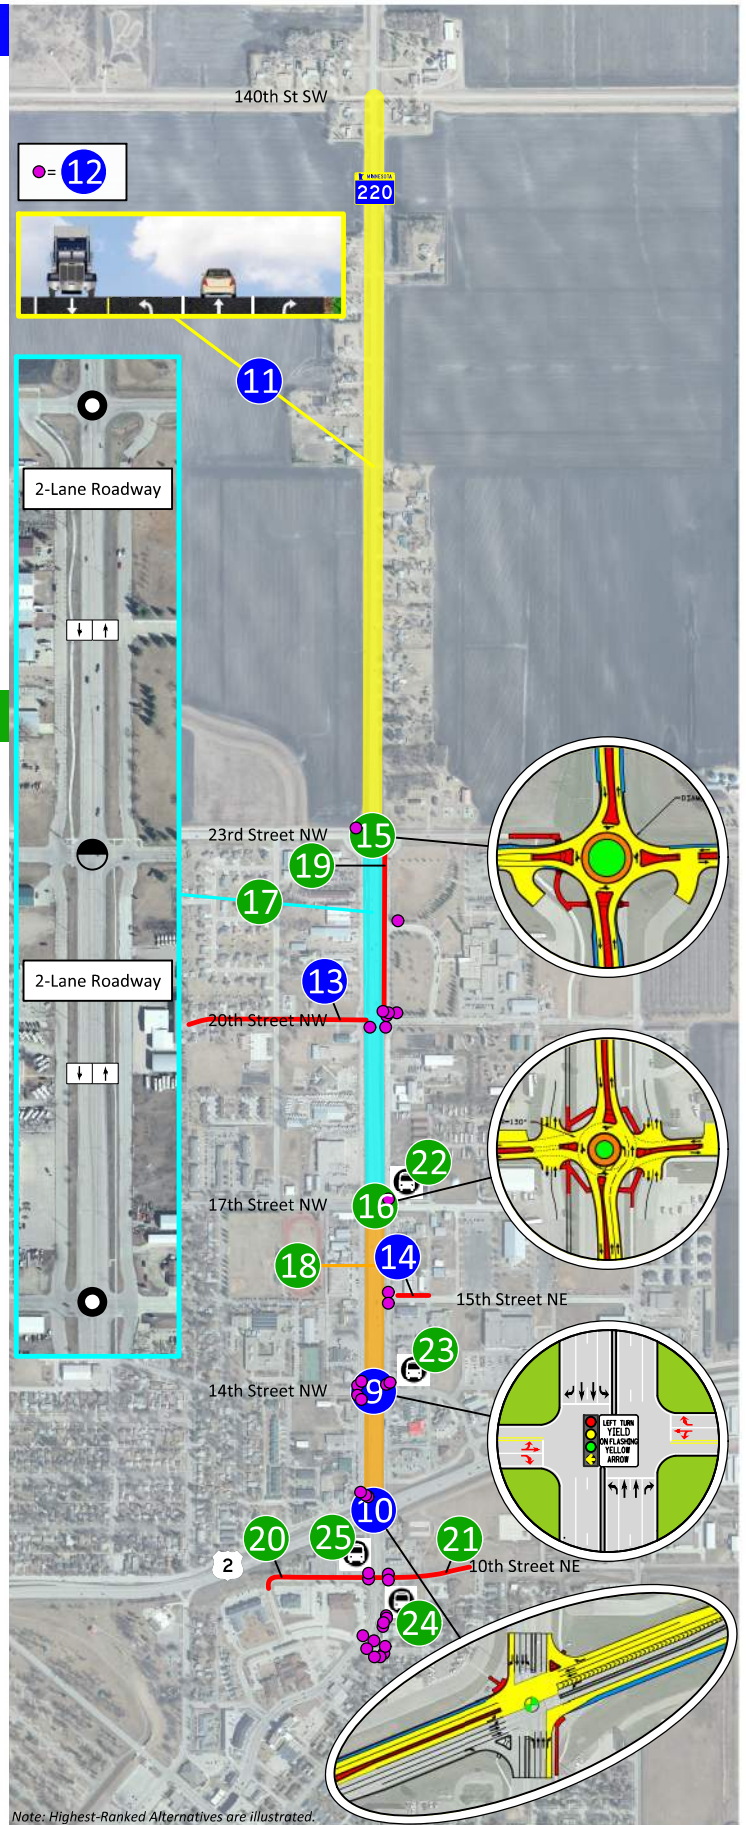 140th St SW
= 12
MINNESOTA
220
11
2-Lane Roadway
23rd Street NW
15
19
17
2-Lane Roadway
13
20th Street NW
22
17th Street NW
16
130°
18
14
15th Street NE
23
14th Street NW
9
LEFT TURN
YIELD
ON FLASHING
YELLOW
ARROW
10
25
20
21
2
10th Street NE
24
Note: Highest-Ranked Alternatives are illustrated.